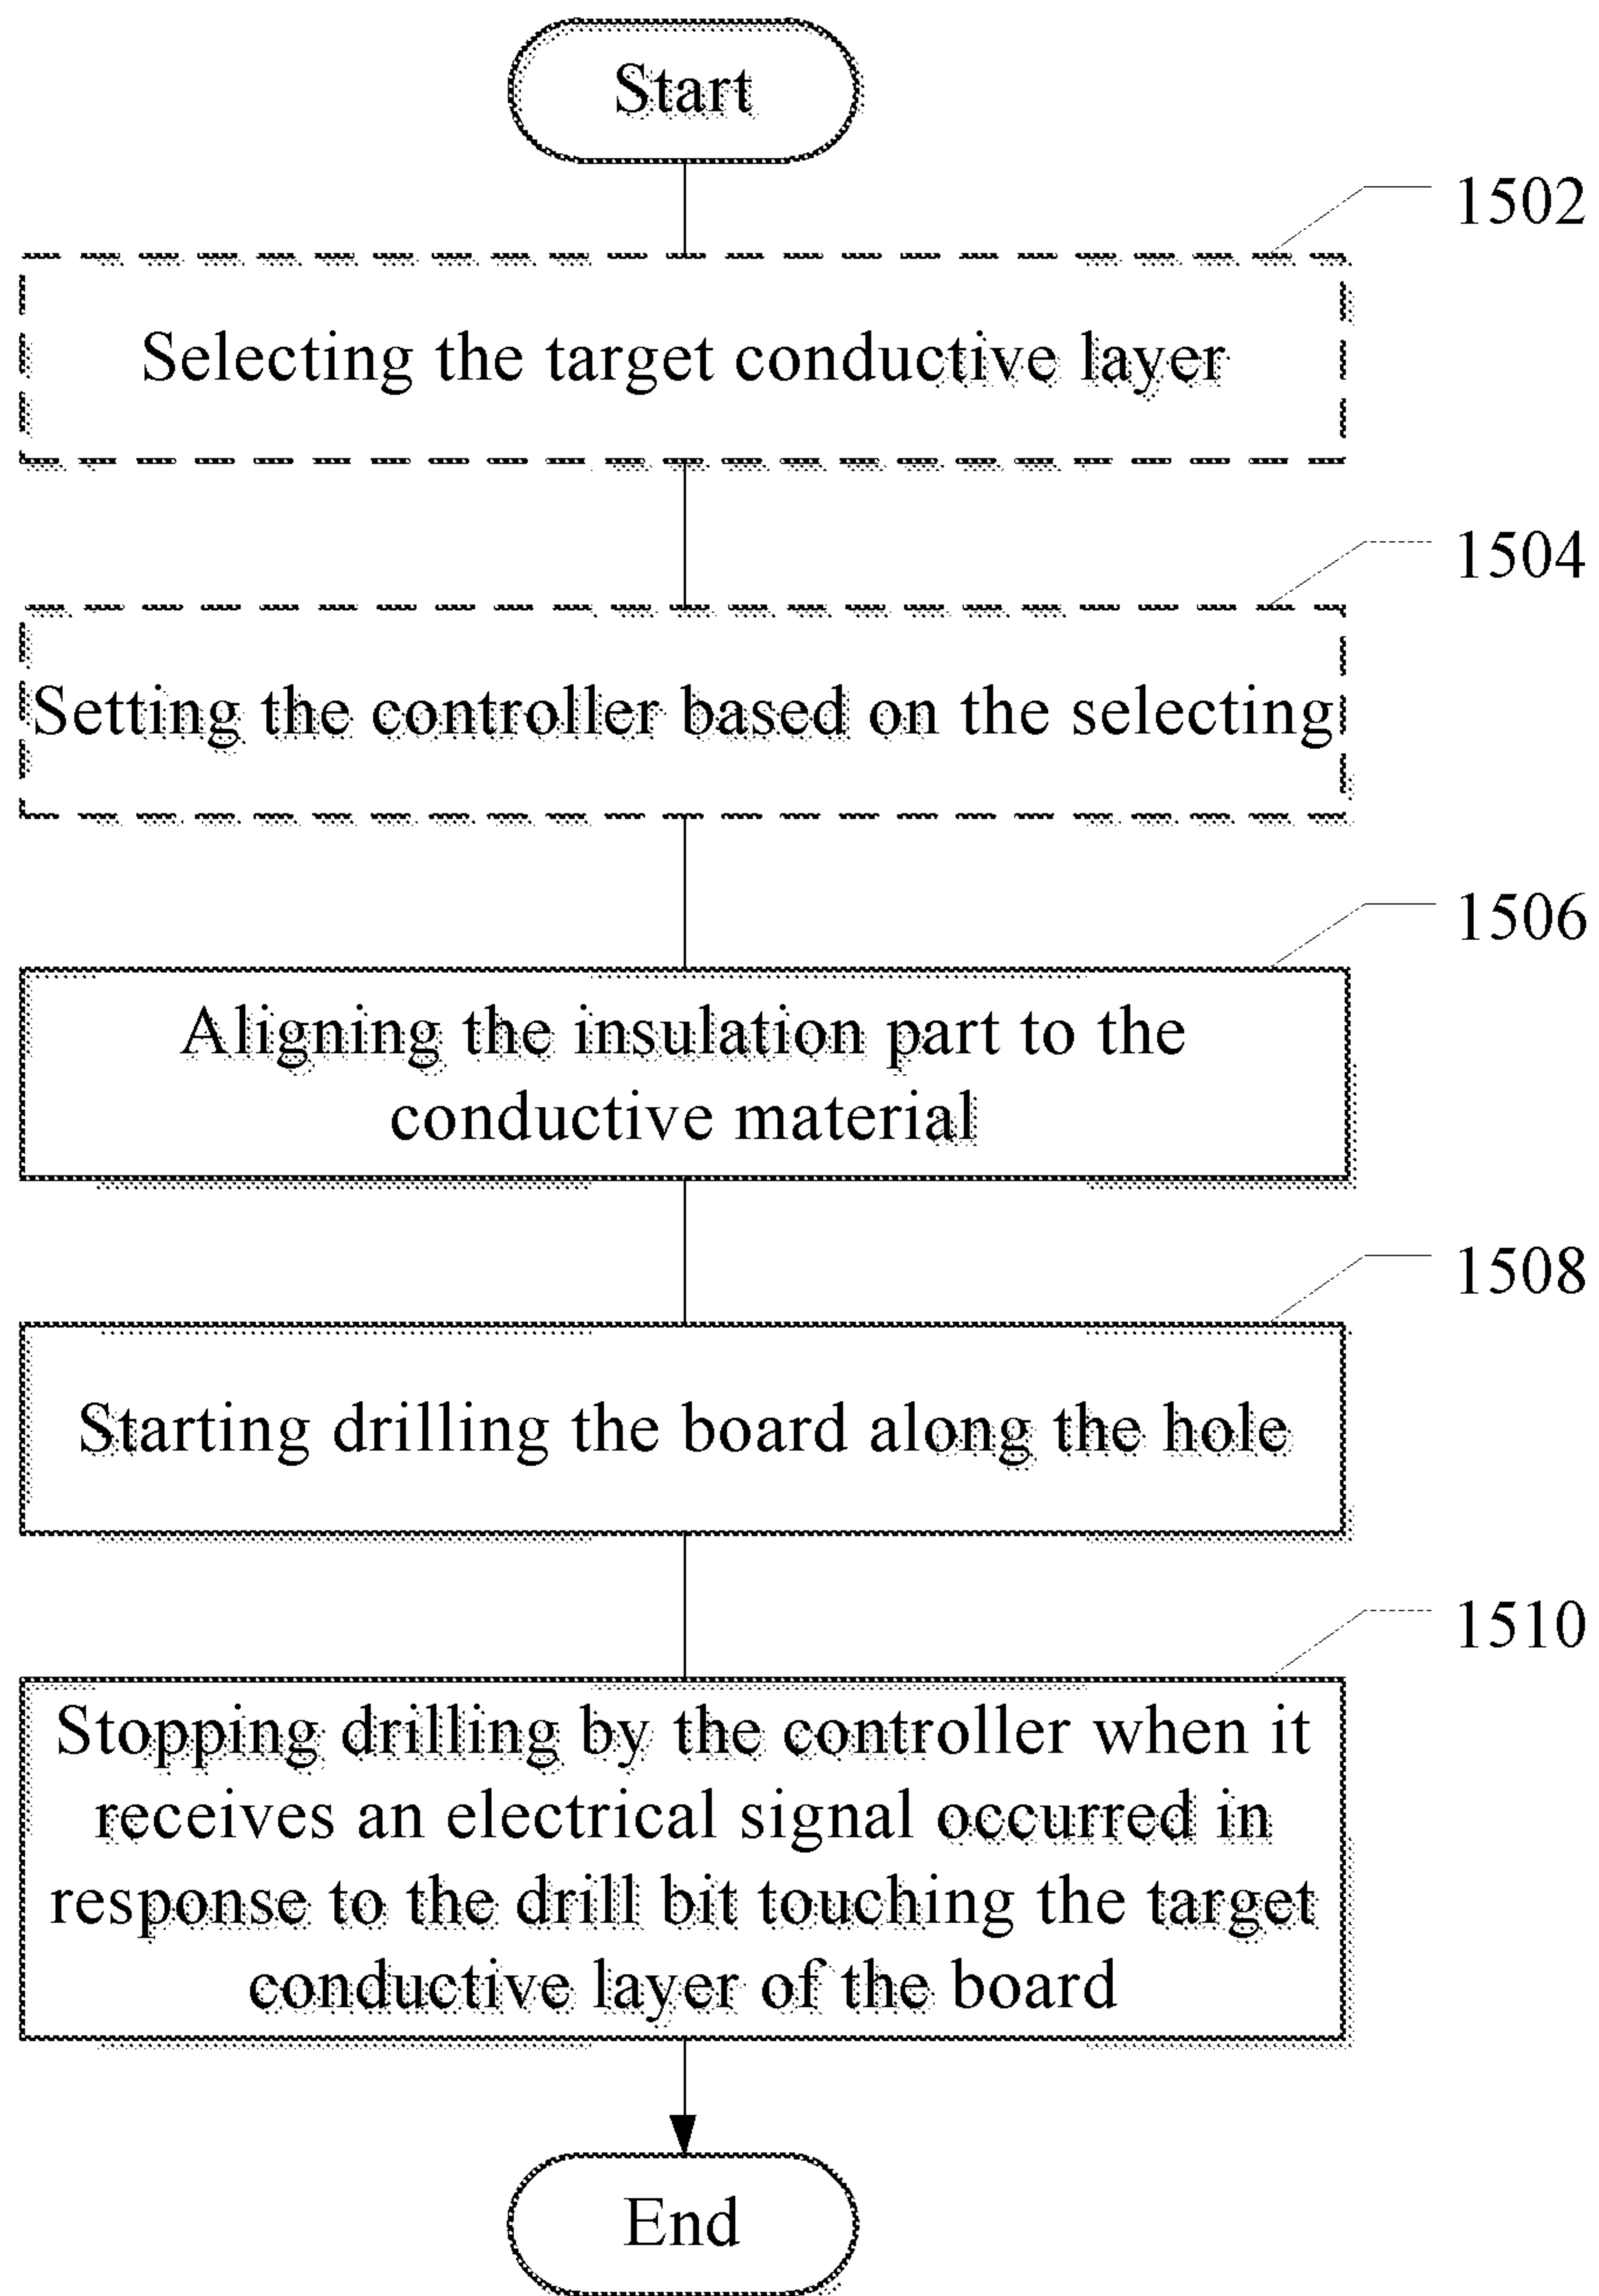 Start
1502
Selecting the target conductive layer
1504
Setting the controller based on the selecting
1506
Aligning the insulation part to the
conductive material
1508
Starting drilling the board along the hole
1510
Stopping drilling by the controller when it
receives an electrical signal occurred in
response to the drill bit touching the target
conductive layer of the board
End